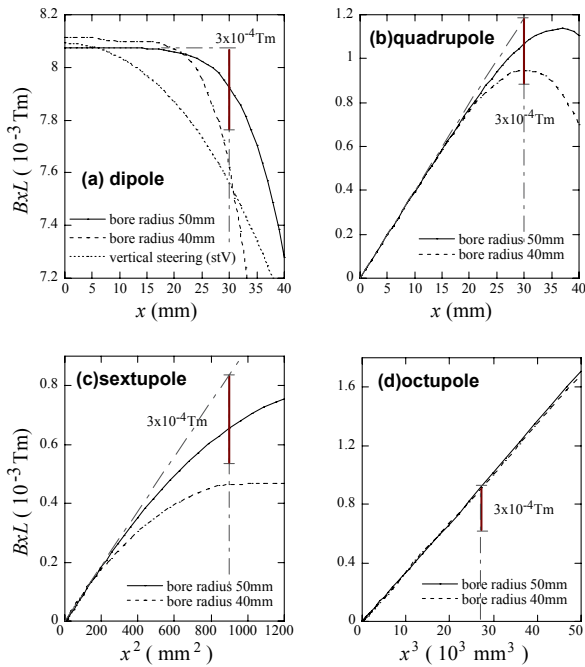 8.2
8.0
7.8
7.6
7.4
7.2
BxL ( 10⁻³ Tm)
3x10⁻⁴Tm
(a) dipole
bore radius 50mm
bore radius 40mm
vertical steering (stV)
0 5 10 15 20 25 30 35 40
x (mm)
1.2
1.0
0.8
0.6
0.4
0.2
0
(b)quadrupole
3x10⁻⁴Tm
bore radius 50mm
bore radius 40mm
0 5 10 15 20 25 30 35 40
x (mm)
0.8
0.6
0.4
0.2
0
BxL ( 10⁻³ Tm)
(c)sextupole
3x10⁻⁴Tm
bore radius 50mm
bore radius 40mm
0 200 400 600 800 1000 1200
x² ( mm² )
1.6
1.2
0.8
0.4
0
(d)octupole
3x10⁻⁴Tm
bore radius 50mm
bore radius 40mm
0 10 20 30 40 50
x³ (10³ mm³ )